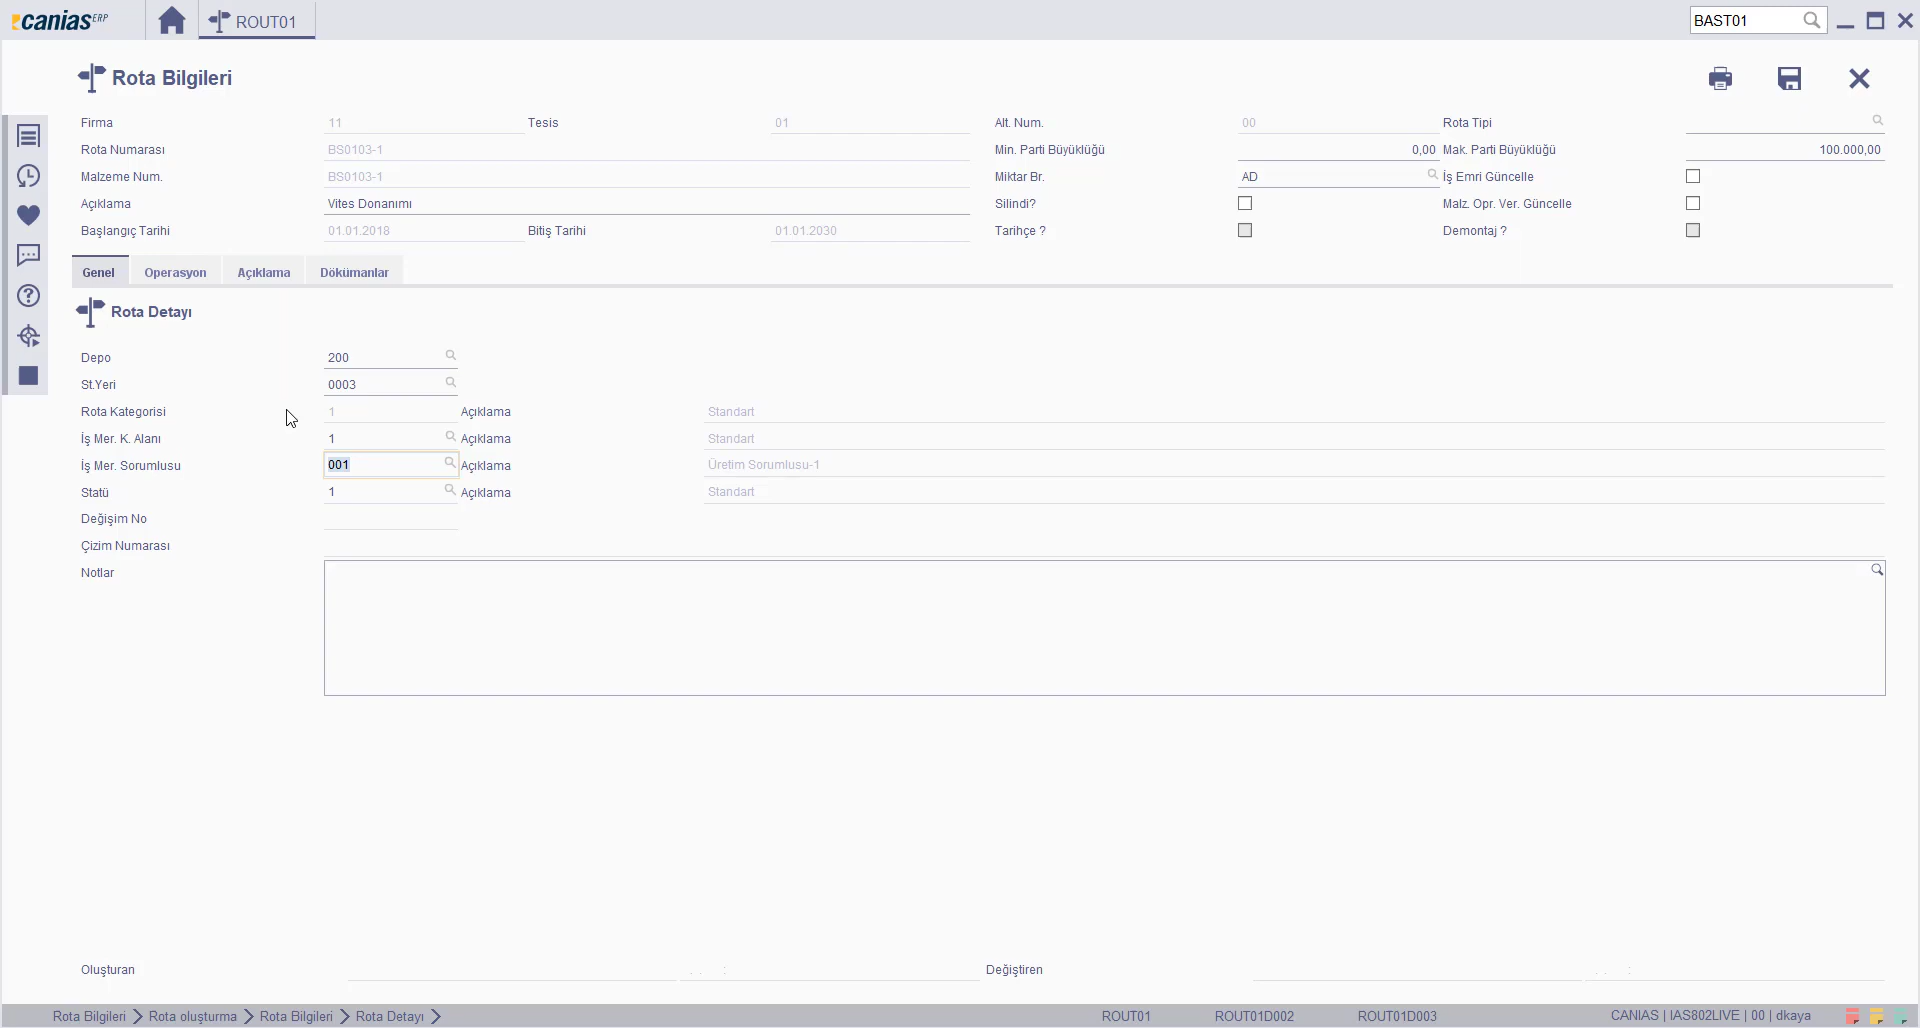 caniasERP ROUT01 BAST01
Rota Bilgileri
Firma 11 Tesis 01 Alt. Num. 00 Rota Tipi
Rota Numarası BS0103-1 Min. Parti Büyüklüğü 0,00 Mak. Parti Büyüklüğü 100.000,00
Malzeme Num. BS0103-1 Miktar Br. AD İş Emri Güncelle
Açıklama Vites Donanımı Silindi? Malz. Opr. Ver. Güncelle
Başlangıç Tarihi 01.01.2018 Bitiş Tarihi 01.01.2030 Tarihçe ? Demontaj ?
Genel Operasyon Açıklama Dökümanlar
Rota Detayı
Depo 200
St.Yeri 0003
Rota Kategorisi 1 Açıklama Standart
İş Mer. K. Alanı 1 Açıklama Standart
İş Mer. Sorumlusu 001 Açıklama Üretim Sorumlusu-1
Statü 1 Açıklama Standart
Değişim No
Çizim Numarası
Notlar
Oluşturan . . : Değiştiren . . :
Rota Bilgileri Rota oluşturma Rota Bilgileri Rota Detayı ROUT01 ROUT01D002 ROUT01D003 CANIAS | IAS802LIVE | 00 | dkaya